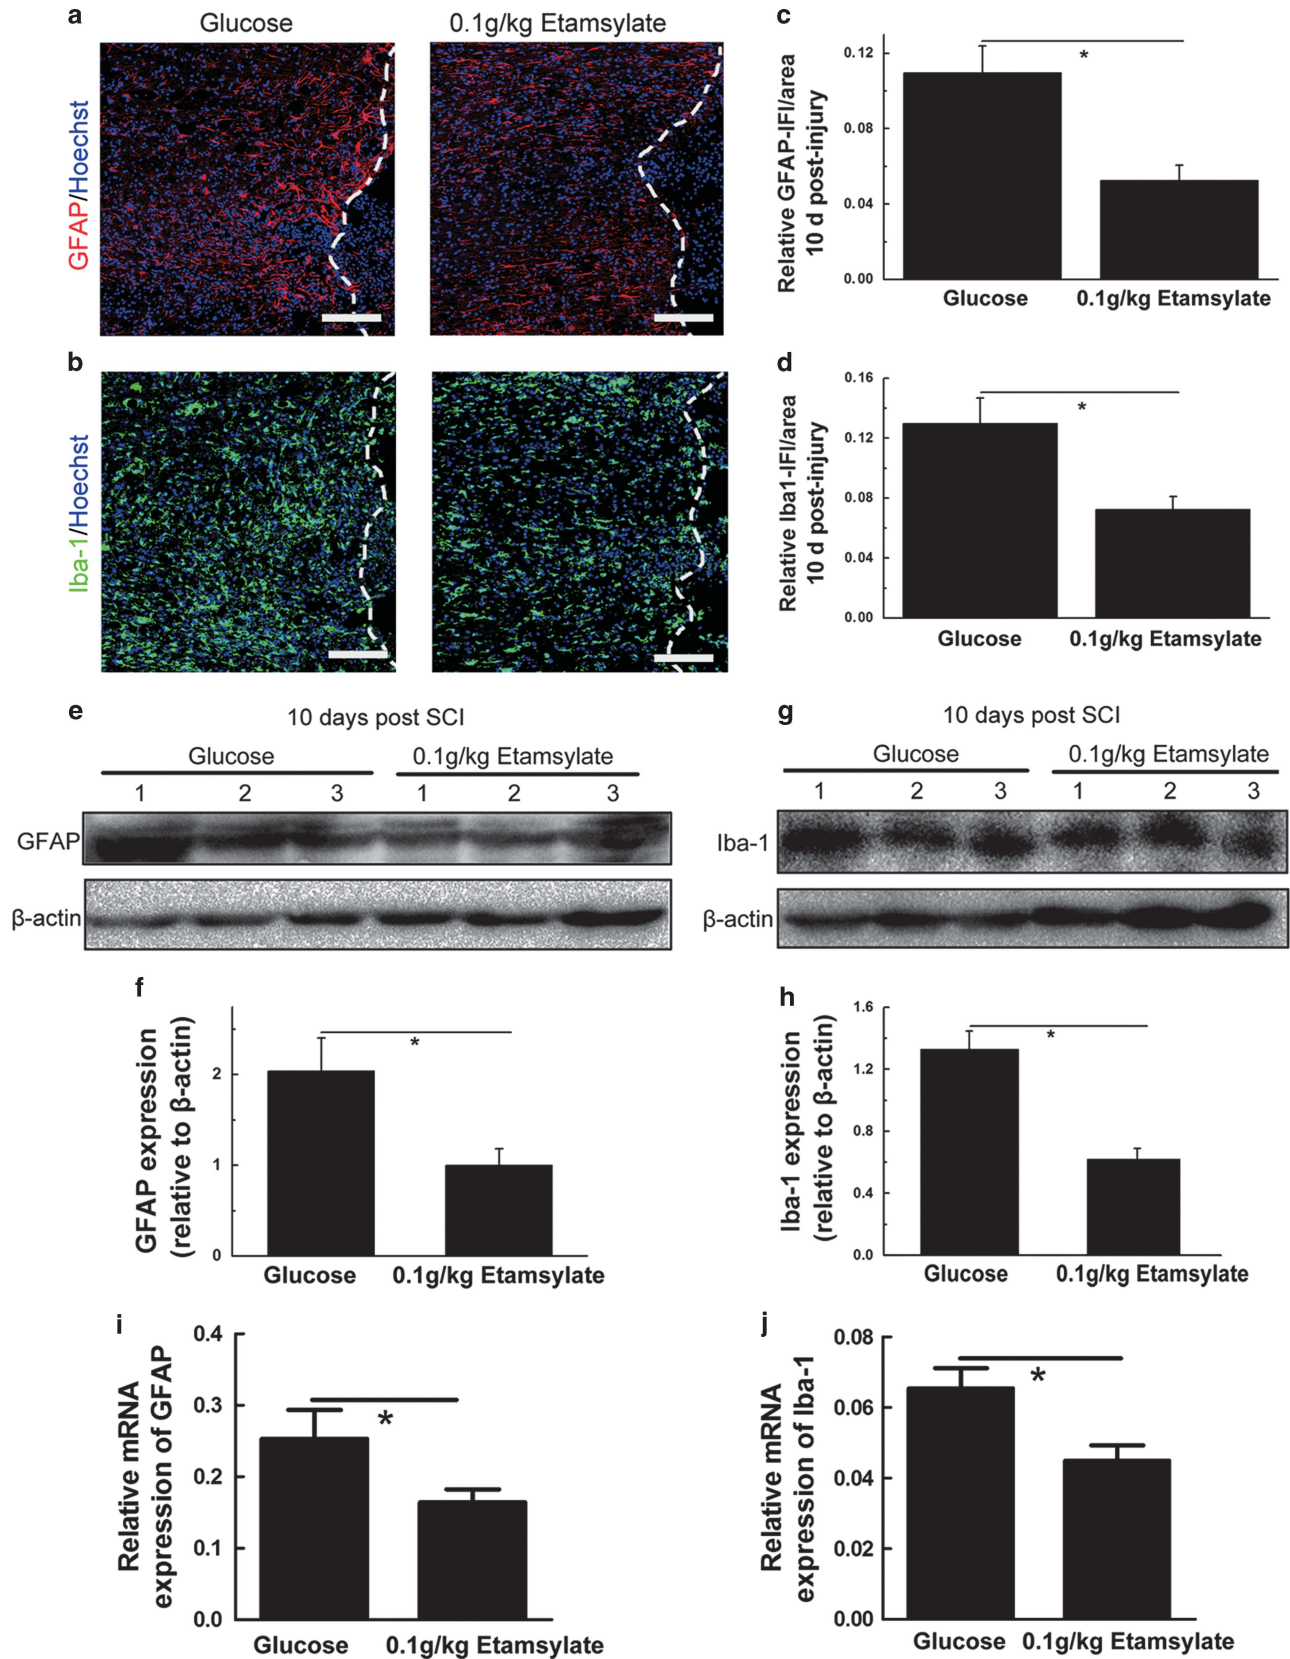 a
Glucose
0.1g/kg Etamsylate
GFAP/Hoechst
b
Iba-1/Hoechst
c
Relative GFAP-IFI/area
10 d post-injury
0.12
*
0.08
0.04
0.00
Glucose
0.1g/kg Etamsylate
d
Relative Iba1-IFI/area
10 d post-injury
0.16
*
0.12
0.08
0.04
0.00
Glucose
0.1g/kg Etamsylate
e
10 days post SCI
Glucose
0.1g/kg Etamsylate
1 2 3 1 2 3
GFAP
β-actin
g
10 days post SCI
Glucose
0.1g/kg Etamsylate
1 2 3 1 2 3
Iba-1
β-actin
f
GFAP expression
(relative to β-actin)
*
2
1
0
Glucose
0.1g/kg Etamsylate
h
Iba-1 expression
(relative to β-actin)
1.6
*
1.2
0.8
0.4
0.0
Glucose
0.1g/kg Etamsylate
i
Relative mRNA
expression of GFAP
0.4
0.3
*
0.2
0.1
0.0
Glucose
0.1g/kg Etamsylate
j
Relative mRNA
expression of Iba-1
0.08
*
0.06
0.04
0.02
0.00
Glucose
0.1g/kg Etamsylate